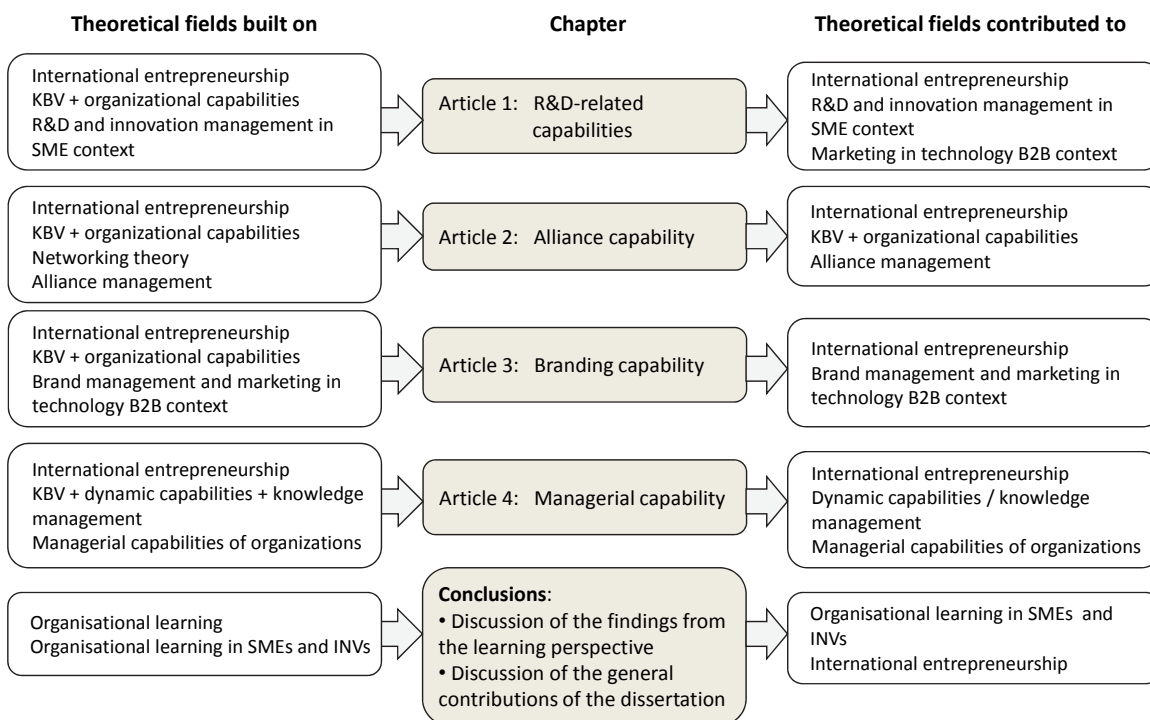 Theoretical fields built on
Chapter
Theoretical fields contributed to
International entrepreneurship
KBV + organizational capabilities
R&D and innovation management in
SME context
Article 1: R&D-related
capabilities
International entrepreneurship
R&D and innovation management in
SME context
Marketing in technology B2B context
International entrepreneurship
KBV + organizational capabilities
Networking theory
Alliance management
Article 2: Alliance capability
International entrepreneurship
KBV + organizational capabilities
Alliance management
International entrepreneurship
KBV + organizational capabilities
Brand management and marketing in
technology B2B context
Article 3: Branding capability
International entrepreneurship
Brand management and marketing in
technology B2B context
International entrepreneurship
KBV + dynamic capabilities + knowledge
management
Managerial capabilities of organizations
Article 4: Managerial capability
International entrepreneurship
Dynamic capabilities / knowledge
management
Managerial capabilities of organizations
Organisational learning
Organisational learning in SMEs and INVs
Conclusions:
• Discussion of the findings from
the learning perspective
• Discussion of the general
contributions of the dissertation
Organisational learning in SMEs and
INVs
International entrepreneurship